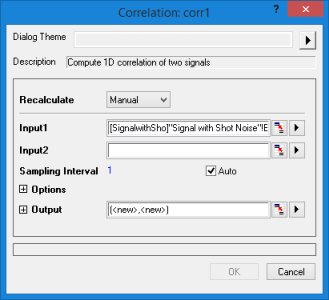 Correlation: corr1
?
Dialog Theme
Description Compute 1D correlation of two signals
Recalculate Manual
Input1 [SignalwithSho]"Signal with Shot Noise"!E
Input2
Sampling Interval 1 Auto
Options
Output (<new>,<new>)
OK Cancel